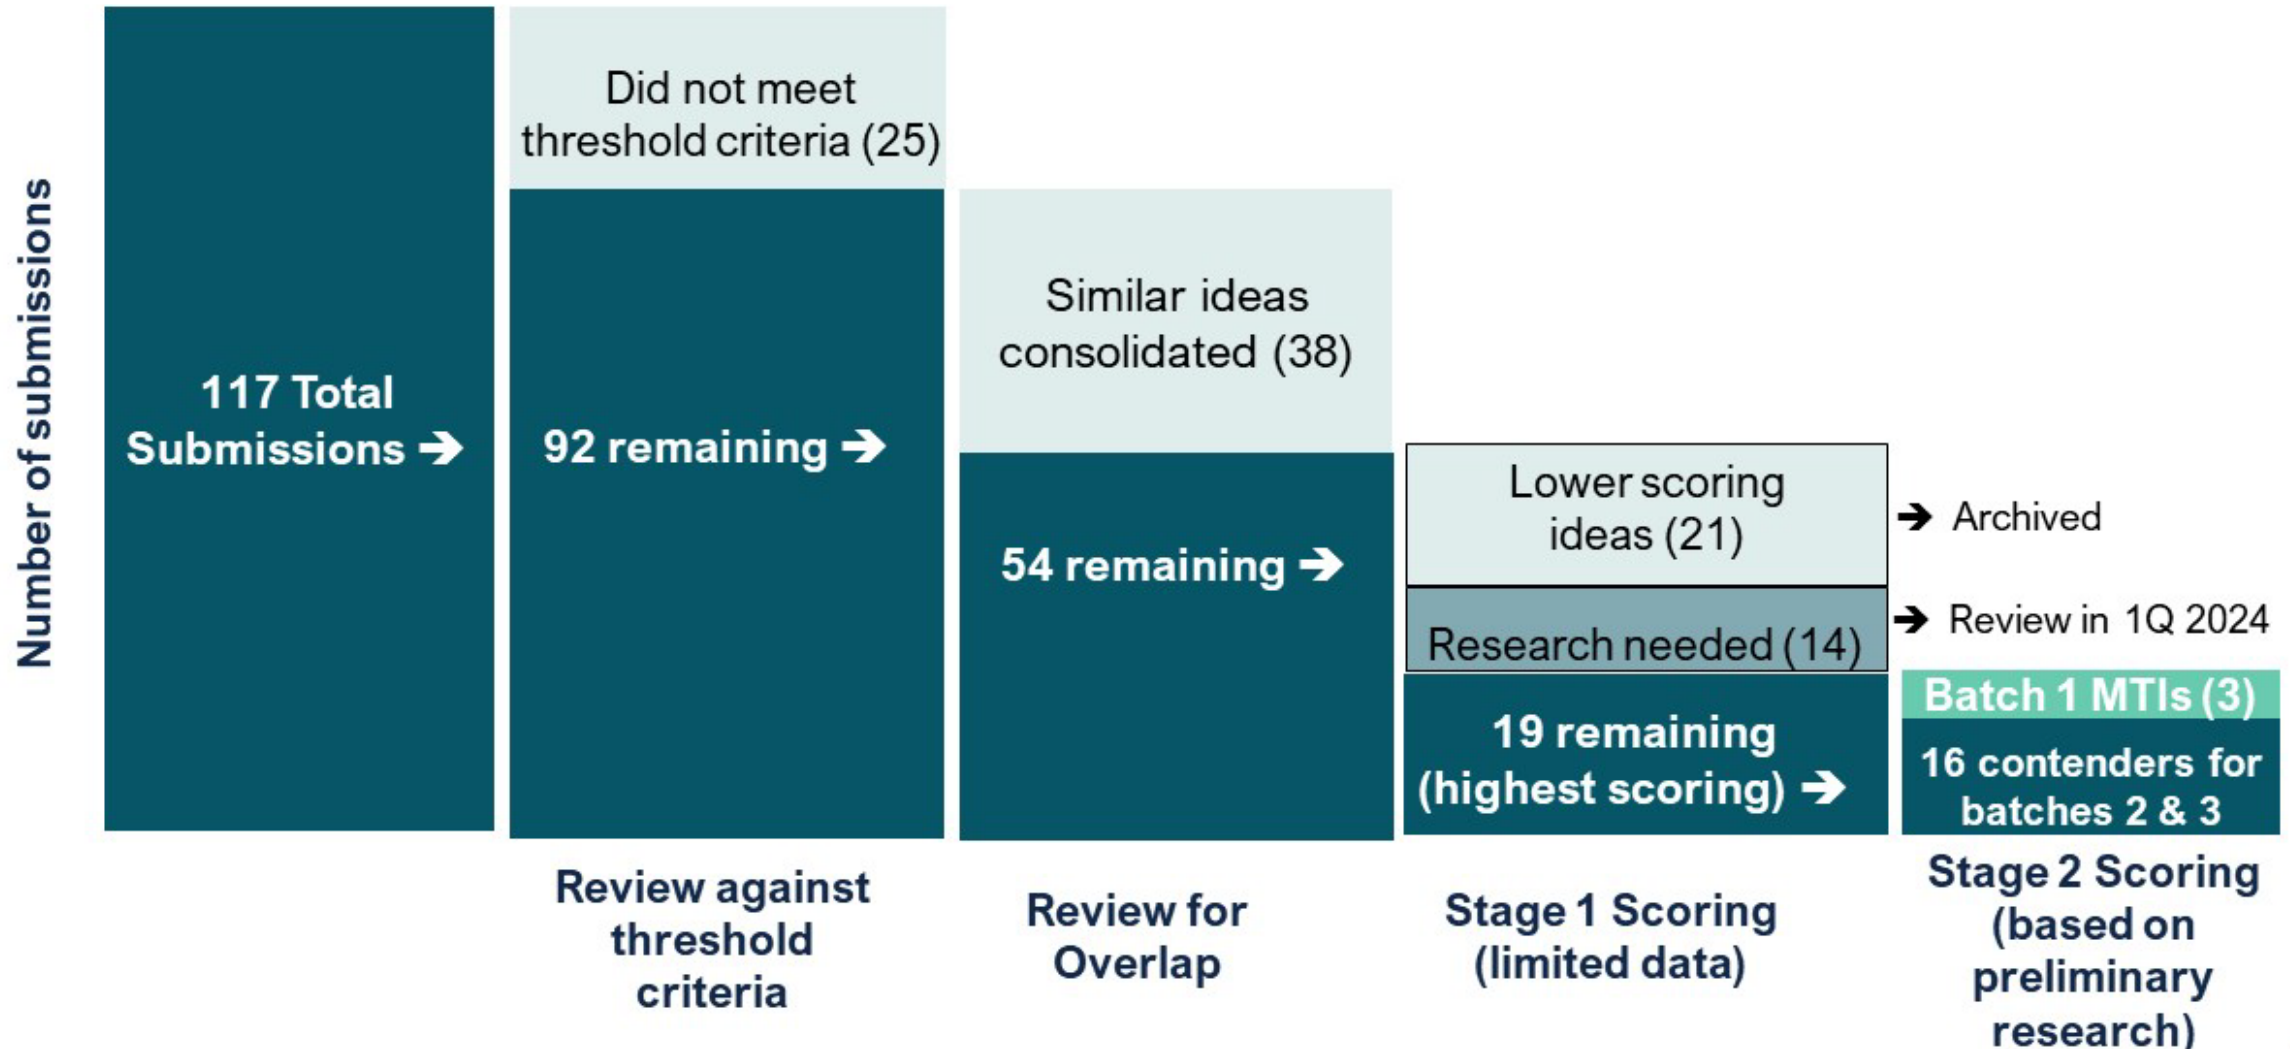 Number of submissions
117 Total
Submissions ➔
Did not meet
threshold criteria (25)
92 remaining ➔
Similar ideas
consolidated (38)
54 remaining ➔
Lower scoring
ideas (21)
➔ Archived
Research needed (14)
➔ Review in 1Q 2024
19 remaining
(highest scoring) ➔
Batch 1 MTIs (3)
16 contenders for
batches 2 & 3
Review against
threshold
criteria
Review for
Overlap
Stage 1 Scoring
(limited data)
Stage 2 Scoring
(based on
preliminary
research)